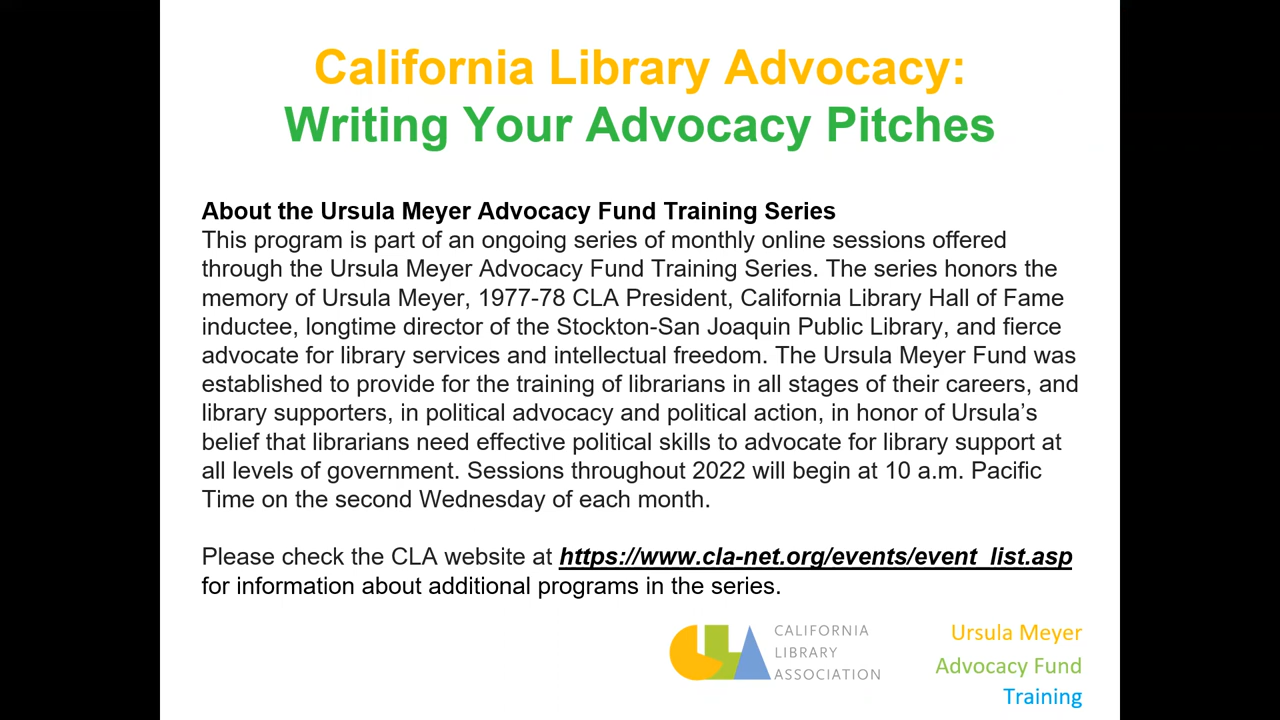 California Library Advocacy:
Writing Your Advocacy Pitches
About the Ursula Meyer Advocacy Fund Training Series
This program is part of an ongoing series of monthly online sessions offered
through the Ursula Meyer Advocacy Fund Training Series. The series honors the
memory of Ursula Meyer, 1977-78 CLA President, California Library Hall of Fame
inductee, longtime director of the Stockton-San Joaquin Public Library, and fierce
advocate for library services and intellectual freedom. The Ursula Meyer Fund was
established to provide for the training of librarians in all stages of their careers, and
library supporters, in political advocacy and political action, in honor of Ursula’s
belief that librarians need effective political skills to advocate for library support at
all levels of government. Sessions throughout 2022 will begin at 10 a.m. Pacific
Time on the second Wednesday of each month.
Please check the CLA website at https://www.cla-net.org/events/event_list.asp
for information about additional programs in the series.
CLA
CALIFORNIA
LIBRARY
ASSOCIATION
Ursula Meyer
Advocacy Fund
Training